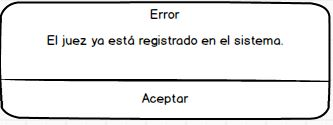 Error
El juez ya está registrado en el sistema.
Aceptar